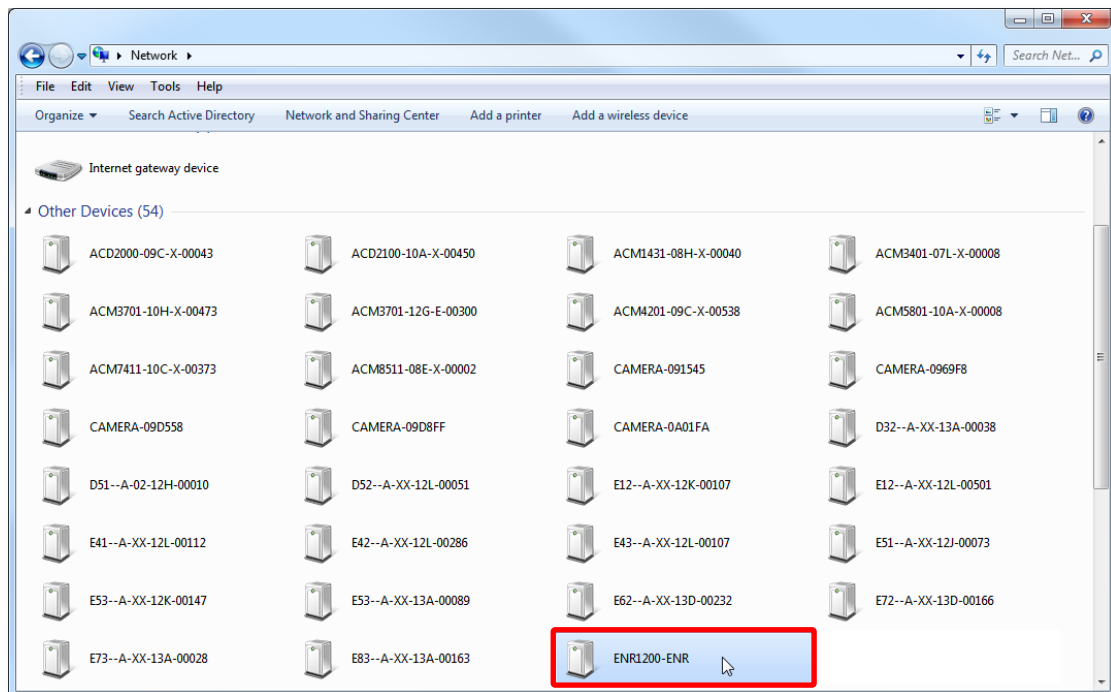 Network
Search Net...
File Edit View Tools Help
Organize Search Active Directory Network and Sharing Center Add a printer Add a wireless device
Internet gateway device
Other Devices (54)
ACD2000-09C-X-00043 ACD2100-10A-X-00450 ACM1431-08H-X-00040 ACM3401-07L-X-00008
ACM3701-10H-X-00473 ACM3701-12G-E-00300 ACM4201-09C-X-00538 ACM5801-10A-X-00008
ACM7411-10C-X-00373 ACM8511-08E-X-00002 CAMERA-091545 CAMERA-0969F8
CAMERA-09D558 CAMERA-09D8FF CAMERA-0A01FA D32--A-XX-13A-00038
D51--A-02-12H-00010 D52--A-XX-12L-00051 E12--A-XX-12K-00107 E12--A-XX-12L-00501
E41--A-XX-12L-00112 E42--A-XX-12L-00286 E43--A-XX-12L-00107 E51--A-XX-12J-00073
E53--A-XX-12K-00147 E53--A-XX-13A-00089 E62--A-XX-13D-00232 E72--A-XX-13D-00166
E73--A-XX-13A-00028 E83--A-XX-13A-00163 ENR1200-ENR